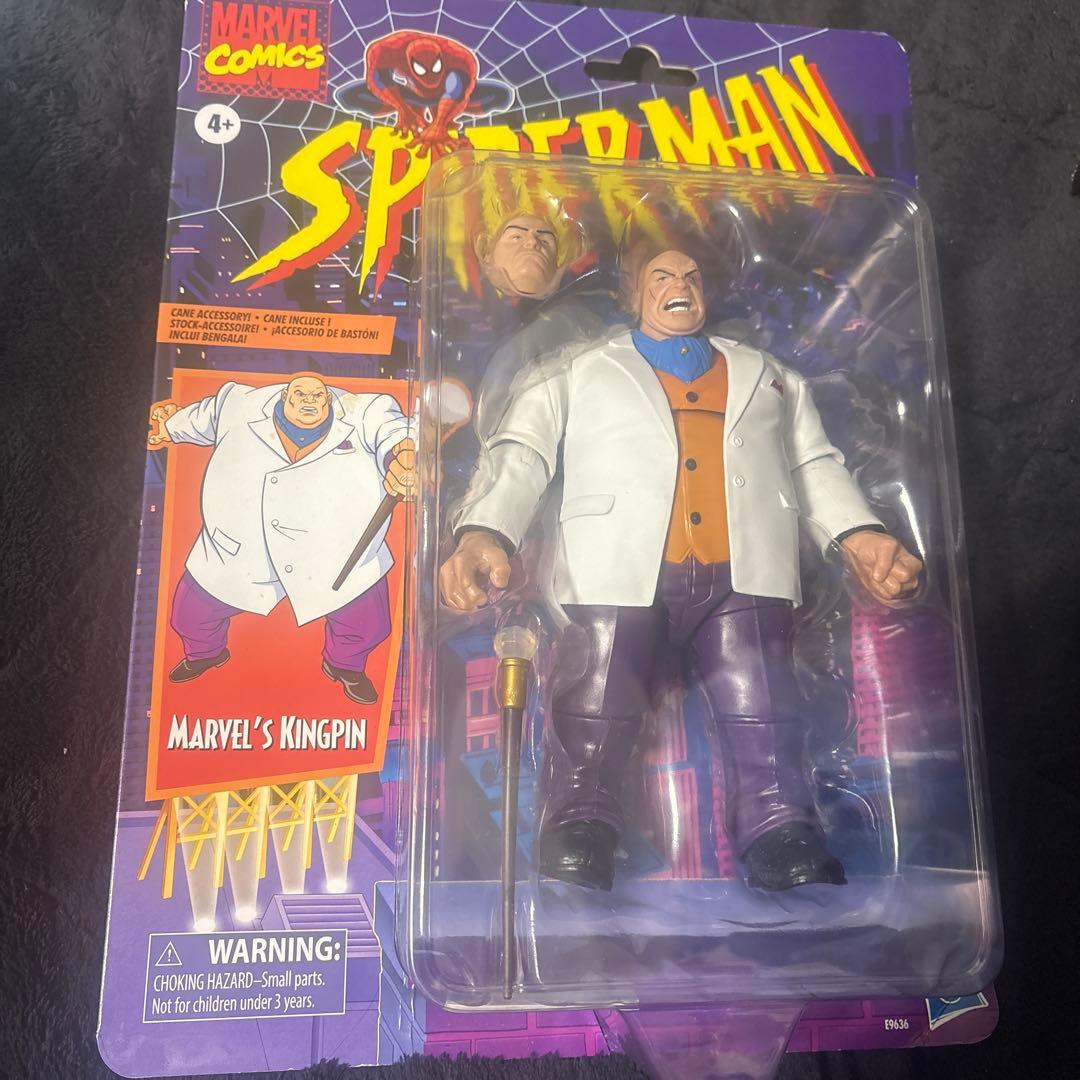 MARVEL
COMICS
4+
SPIDER-MAN
CANE ACCESSORY! • CANE INCLUSE !
STOCK-ACCESSOIRE! • ¡ACCESORIO DE BASTÓN!
INCLUI BENGALA!
MARVEL'S KINGPIN
WARNING:
CHOKING HAZARD–Small parts.
Not for children under 3 years.
E9636